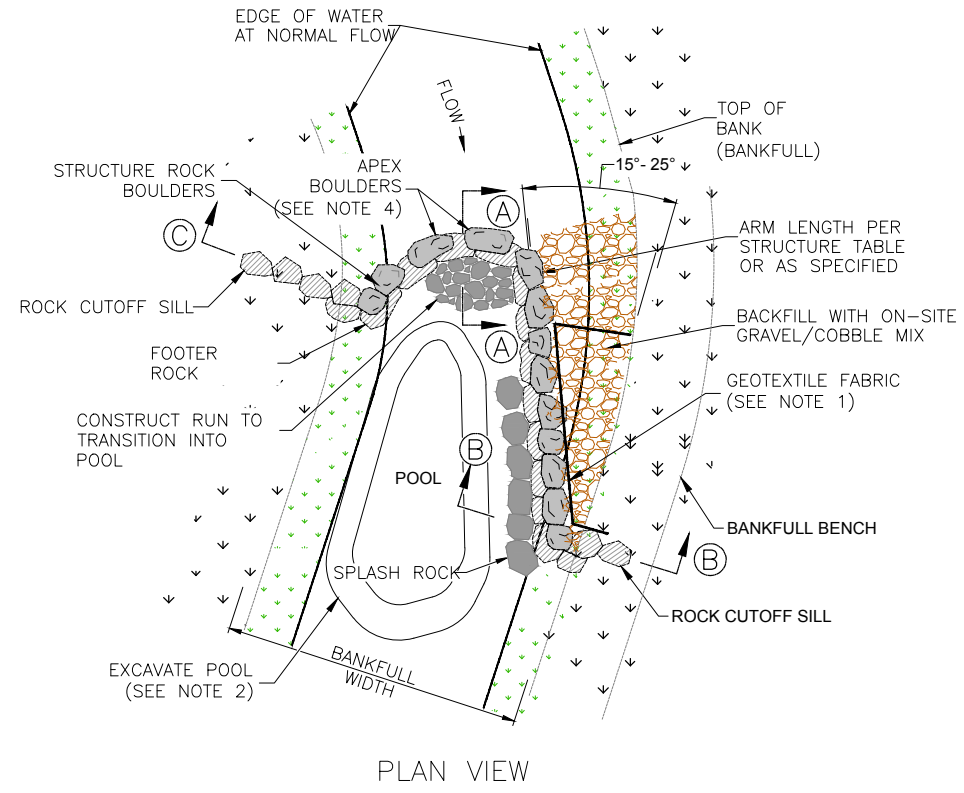 EDGE OF WATER
AT NORMAL FLOW
FLOW
TOP OF
BANK
(BANKFULL)
STRUCTURE ROCK
BOULDERS
APEX
BOULDERS
(SEE NOTE 4)
15°- 25°
A
C
ARM LENGTH PER
STRUCTURE TABLE
OR AS SPECIFIED
ROCK CUTOFF SILL
BACKFILL WITH ON-SITE
GRAVEL/COBBLE MIX
FOOTER
ROCK
A
GEOTEXTILE FABRIC
(SEE NOTE 1)
CONSTRUCT RUN TO
TRANSITION INTO
POOL
B
POOL
BANKFULL BENCH
B
SPLASH ROCK
ROCK CUTOFF SILL
EXCAVATE POOL
(SEE NOTE 2)
BANKFULL
WIDTH
PLAN VIEW